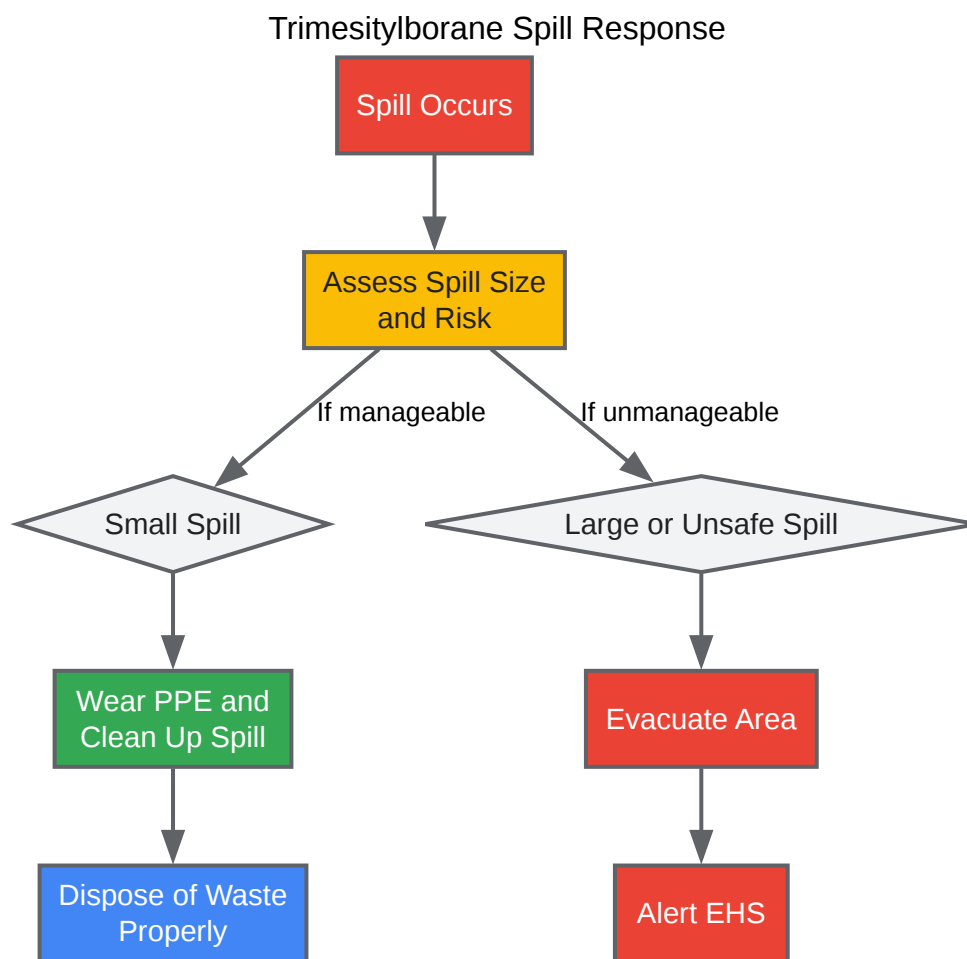 Trimesitylborane Spill Response
Spill Occurs
Assess Spill Size
and Risk
If manageable
If unmanageable
Small Spill
Large or Unsafe Spill
Wear PPE and
Clean Up Spill
Evacuate Area
Dispose of Waste
Properly
Alert EHS